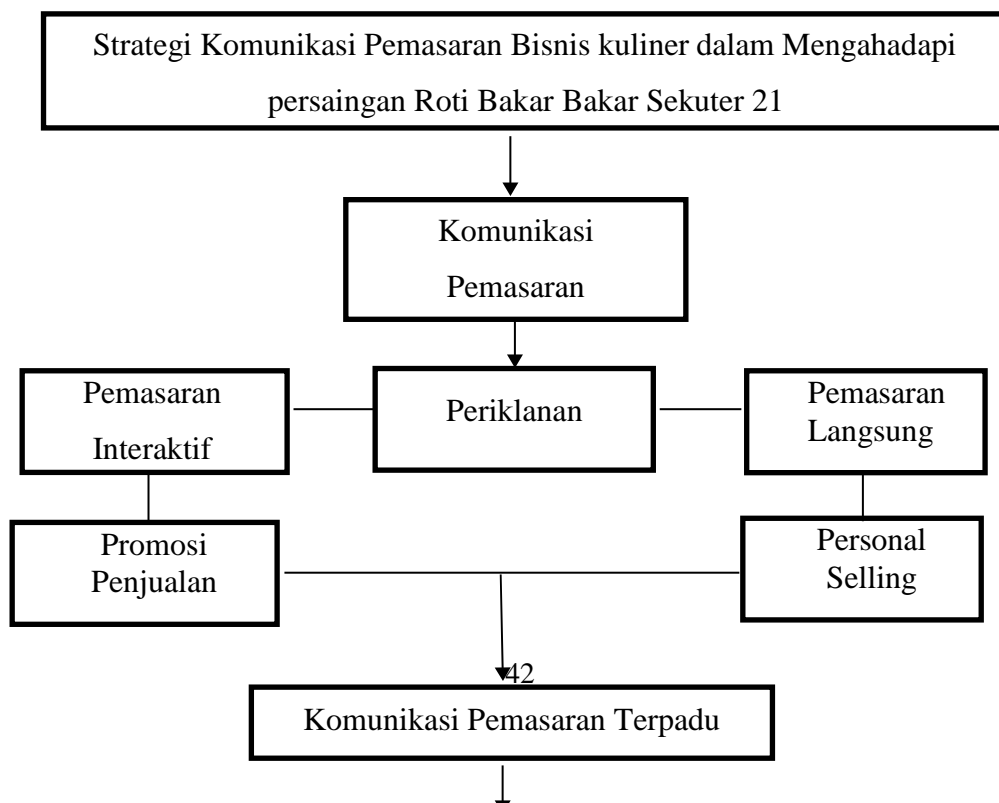 Strategi Komunikasi Pemasaran Bisnis kuliner dalam Mengahadapi
persaingan Roti Bakar Bakar Sekuter 21
Komunikasi
Pemasaran
Pemasaran
Interaktif
Periklanan
Pemasaran
Langsung
Promosi
Penjualan
Personal
Selling
42
Komunikasi Pemasaran Terpadu